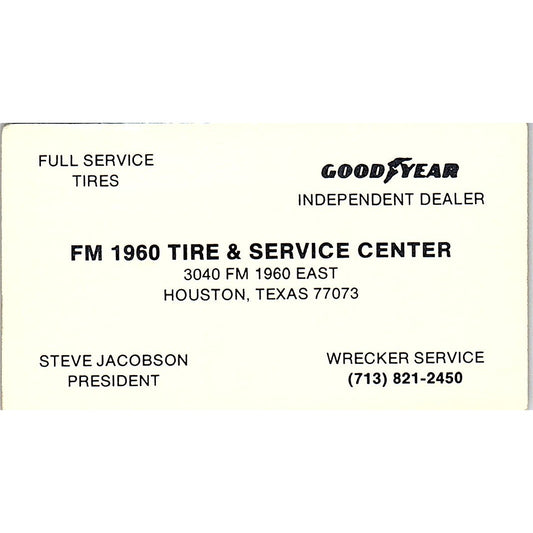 FULL SERVICE
TIRES
GOODYEAR
INDEPENDENT DEALER
FM 1960 TIRE & SERVICE CENTER
3040 FM 1960 EAST
HOUSTON, TEXAS 77073
STEVE JACOBSON
PRESIDENT
WRECKER SERVICE
(713) 821-2450